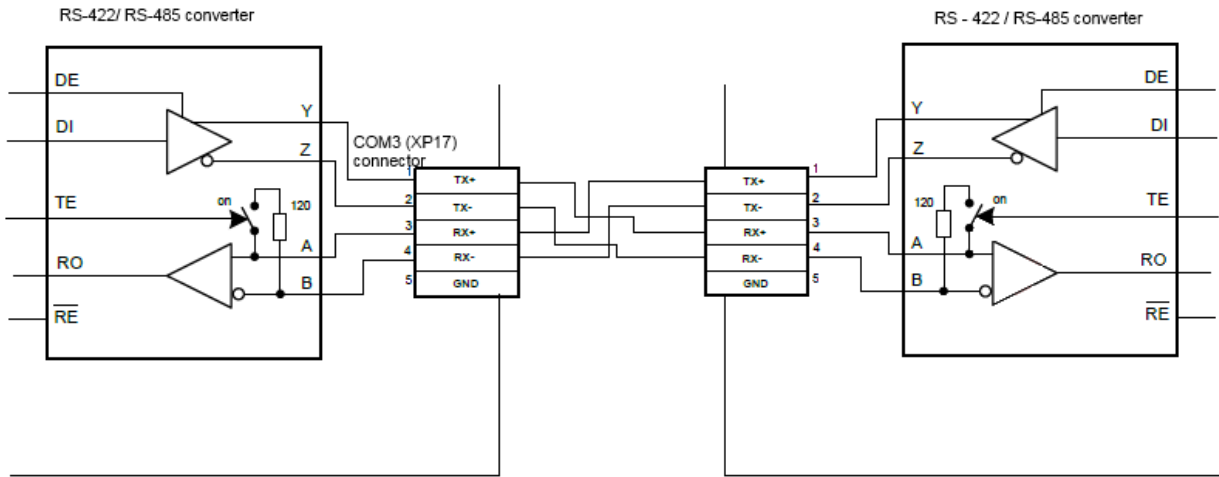 RS-422/ RS-485 converter
RS - 422 / RS-485 converter
DE
DI
TE
RO
RE
Y
Z
on
120
A
B
COM3 (XP17)
connector
1
2
3
4
5
TX+
TX-
RX+
RX-
GND
TX+
TX-
RX+
RX-
GND
1
2
3
4
5
Y
Z
120
on
A
B
DE
DI
TE
RO
RE